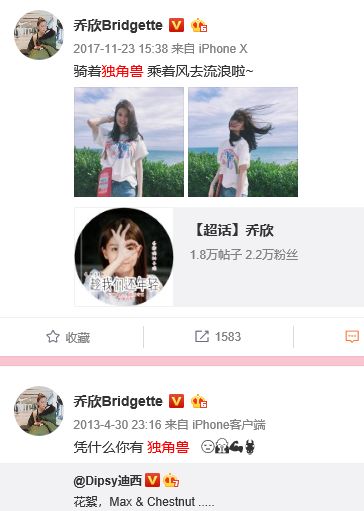 乔欣Bridgette
2017-11-23 15:38 来自 iPhone X
骑着独角兽 乘着风去流浪啦~
【超话】乔欣
1.8万帖子 2.2万粉丝
趁我们还年轻
收藏
1583
乔欣Bridgette
2013-4-30 23:16 来自 iPhone客户端
凭什么你有 独角兽
@Dipsy迪西
花絮，Max & Chestnut .....